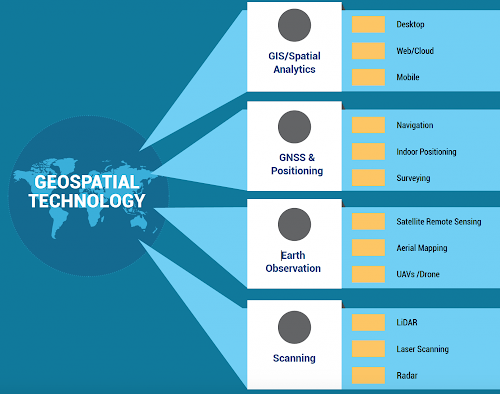 GEOSPATIAL
TECHNOLOGY
GIS/Spatial
Analytics
Desktop
Web/Cloud
Mobile
GNSS &
Positioning
Navigation
Indoor Positioning
Surveying
Earth
Observation
Satellite Remote Sensing
Aerial Mapping
UAVs /Drone
Scanning
LiDAR
Laser Scanning
Radar